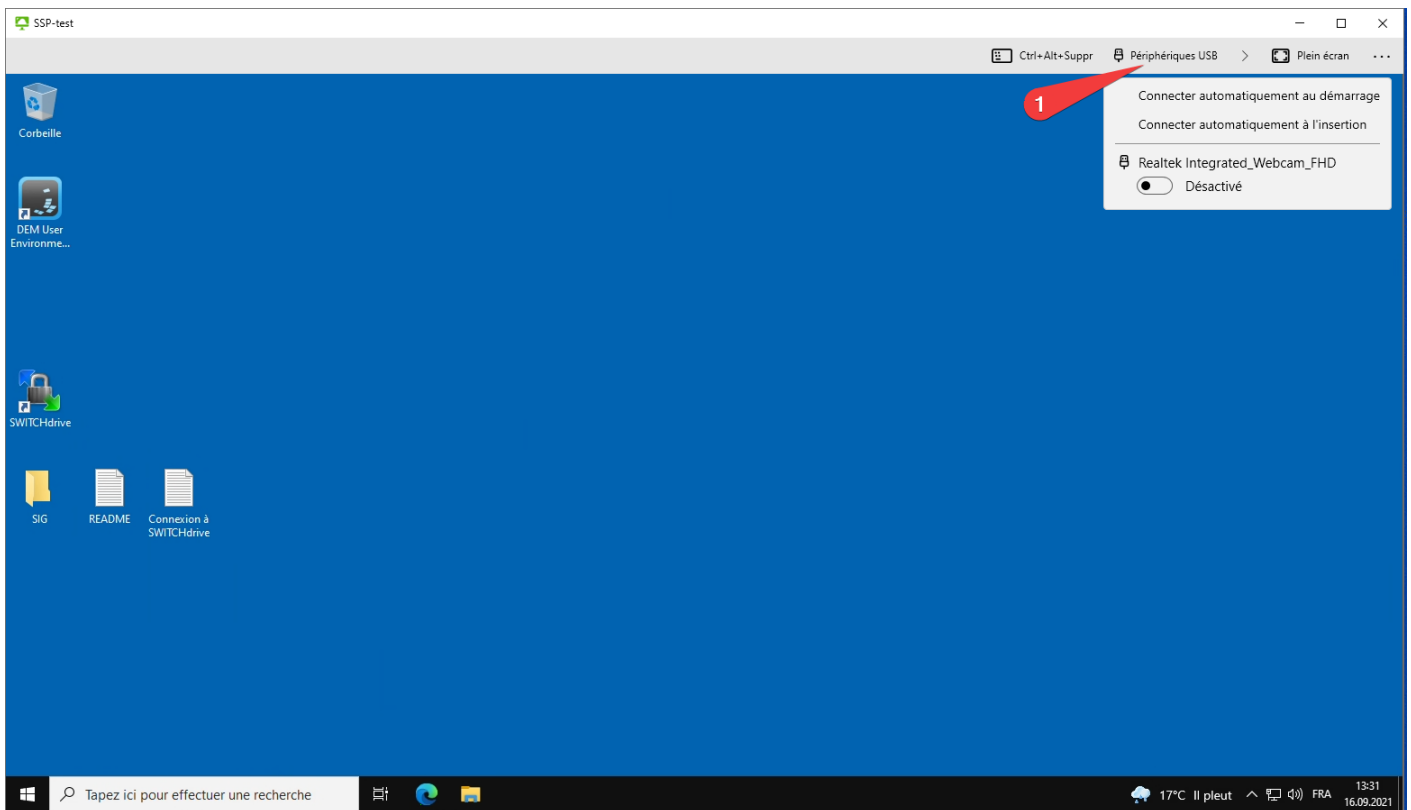 SSP-test
Ctrl+Alt+Suppr
Périphériques USB
Plein écran
1
Connecter automatiquement au démarrage
Connecter automatiquement à l'insertion
Realtek Integrated_Webcam_FHD
Désactivé
Corbeille
DEM User
Environme...
SWITCHdrive
SIG
README
Connexion à
SWITCHdrive
Tapez ici pour effectuer une recherche
17°C Il pleut
FRA
13:31
16.09.2021